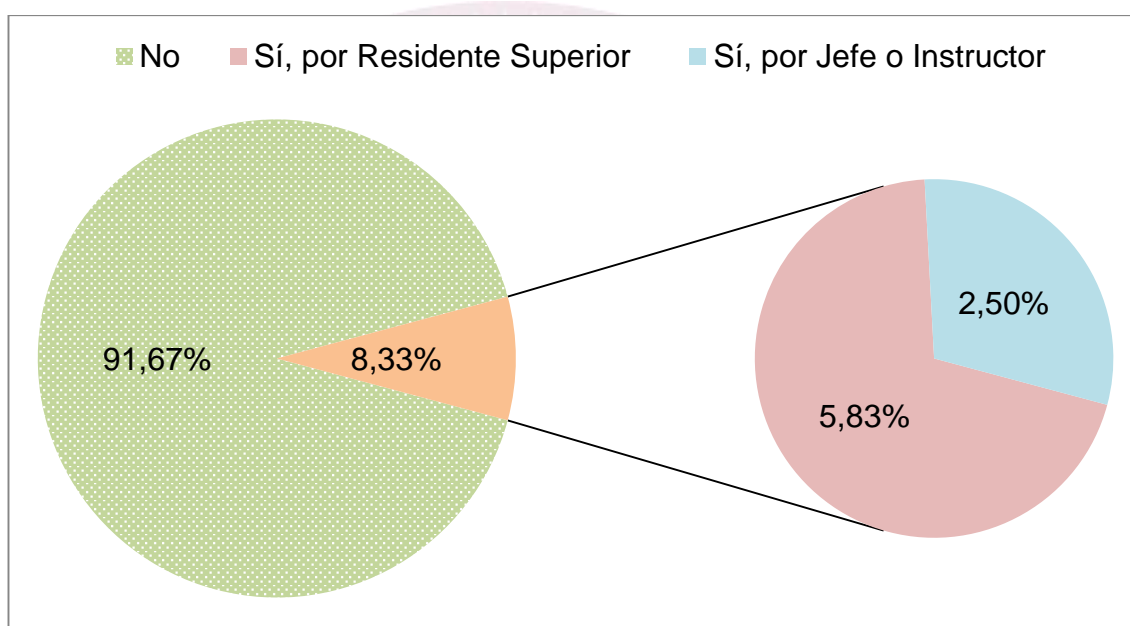 No Sí, por Residente Superior Sí, por Jefe o Instructor
2,50%
91,67% 8,33%
5,83%